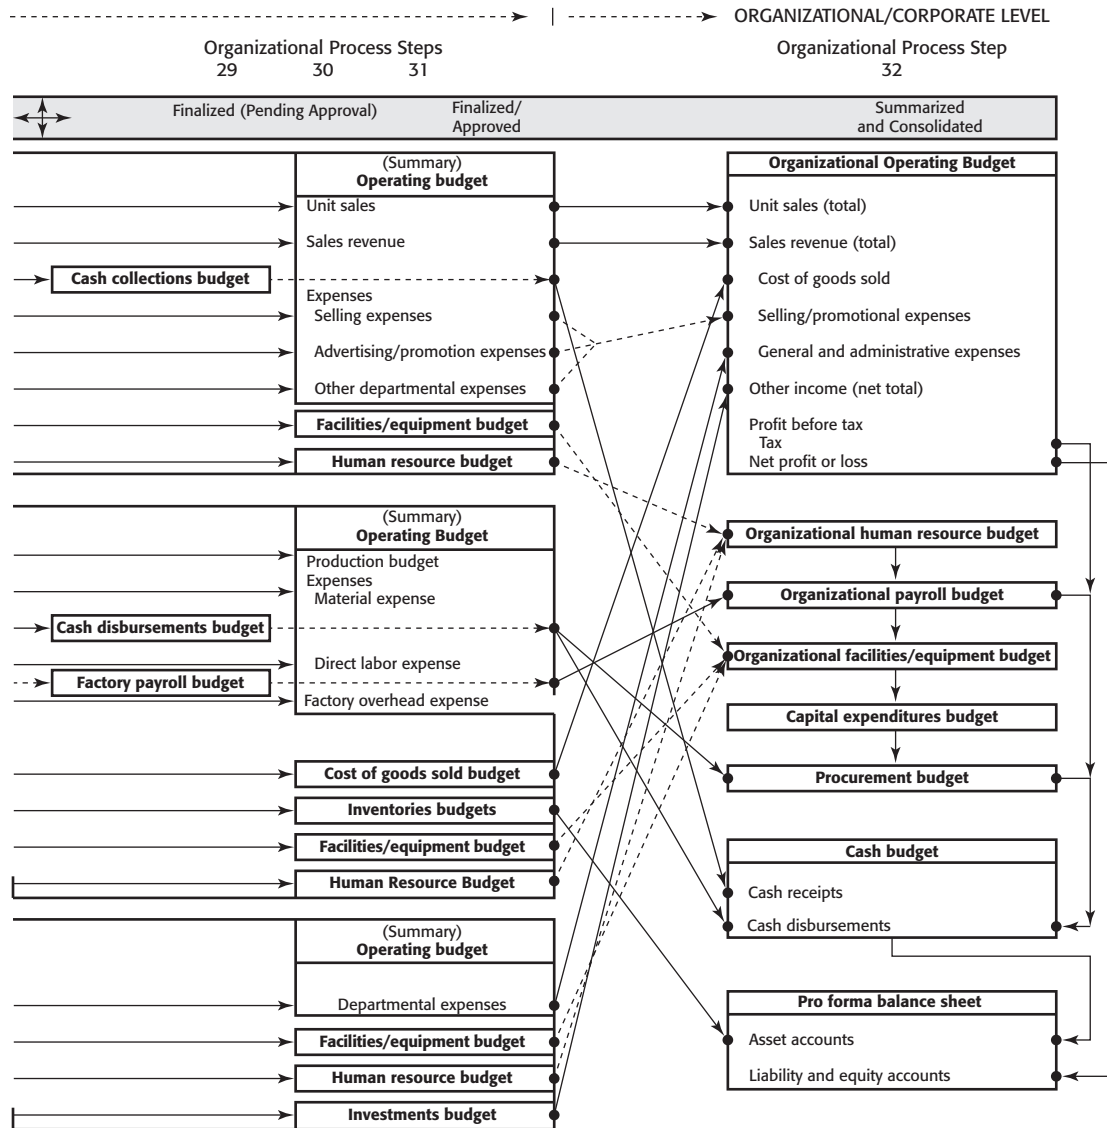 ORGANIZATIONAL/CORPORATE LEVEL
Organizational Process Steps
29 30 31
Organizational Process Step
32
Finalized (Pending Approval)
Finalized/
Approved
Summarized
and Consolidated
(Summary)
Operating budget
Unit sales
Sales revenue
Cash collections budget
Expenses
Selling expenses
Advertising/promotion expenses
Other departmental expenses
Facilities/equipment budget
Human resource budget
(Summary)
Operating Budget
Production budget
Expenses
Material expense
Cash disbursements budget
Direct labor expense
Factory payroll budget
Factory overhead expense
Cost of goods sold budget
Inventories budgets
Facilities/equipment budget
Human Resource Budget
(Summary)
Operating budget
Departmental expenses
Facilities/equipment budget
Human resource budget
Investments budget
Organizational Operating Budget
Unit sales (total)
Sales revenue (total)
Cost of goods sold
Selling/promotional expenses
General and administrative expenses
Other income (net total)
Profit before tax
Tax
Net profit or loss
Organizational human resource budget
Organizational payroll budget
Organizational facilities/equipment budget
Capital expenditures budget
Procurement budget
Cash budget
Cash receipts
Cash disbursements
Pro forma balance sheet
Asset accounts
Liability and equity accounts